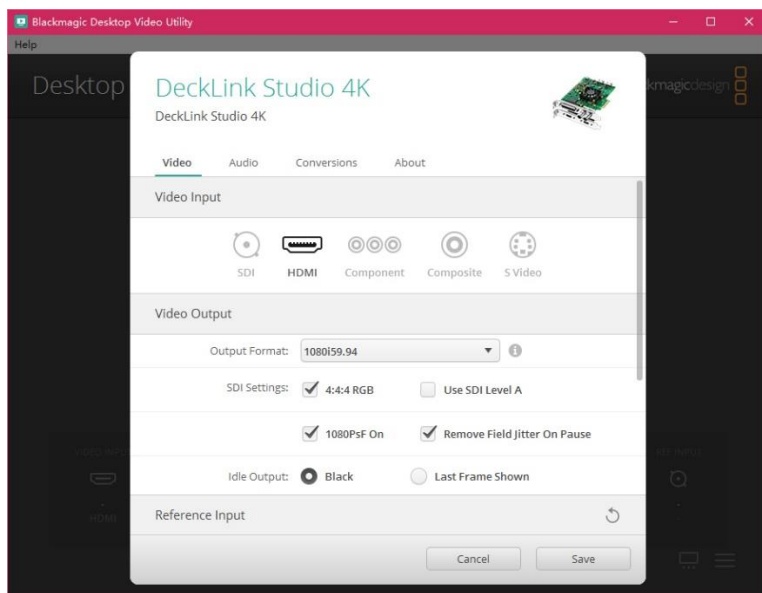 Blackmagic Desktop Video Utility
Help
Desktop
kmagicdesign
DeckLink Studio 4K
DeckLink Studio 4K
Video Audio Conversions About
Video Input
SDI HDMI Component Composite S Video
Video Output
Output Format: 1080i59.94
SDI Settings: 4:4:4 RGB Use SDI Level A
1080PsF On Remove Field Jitter On Pause
Idle Output: Black Last Frame Shown
Reference Input
HDMI
Cancel Save